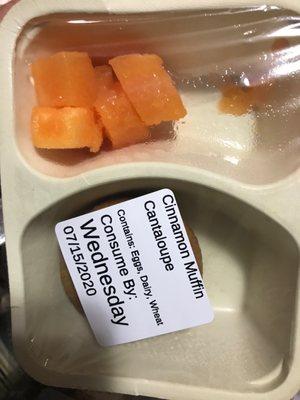 Cinnamon Muffin
Cantaloupe
Contains: Eggs, Dairy, Wheat
Consume By:
Wednesday
07/15/2020